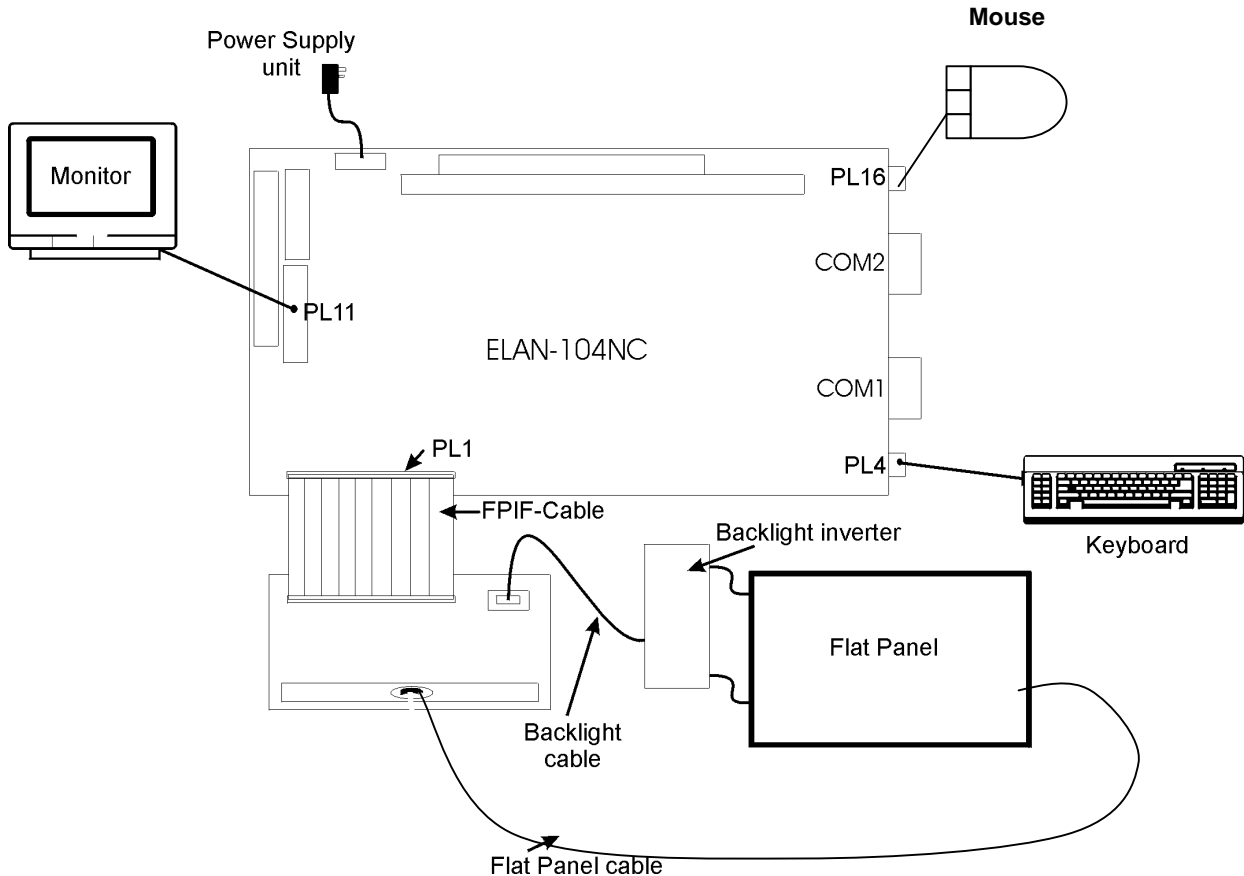 Mouse
Power Supply
unit
Monitor
PL16
COM2
PL11
ELAN-104NC
COM1
PL1
PL4
FPIF-Cable
Backlight inverter
Keyboard
Flat Panel
Backlight
cable
Flat Panel cable